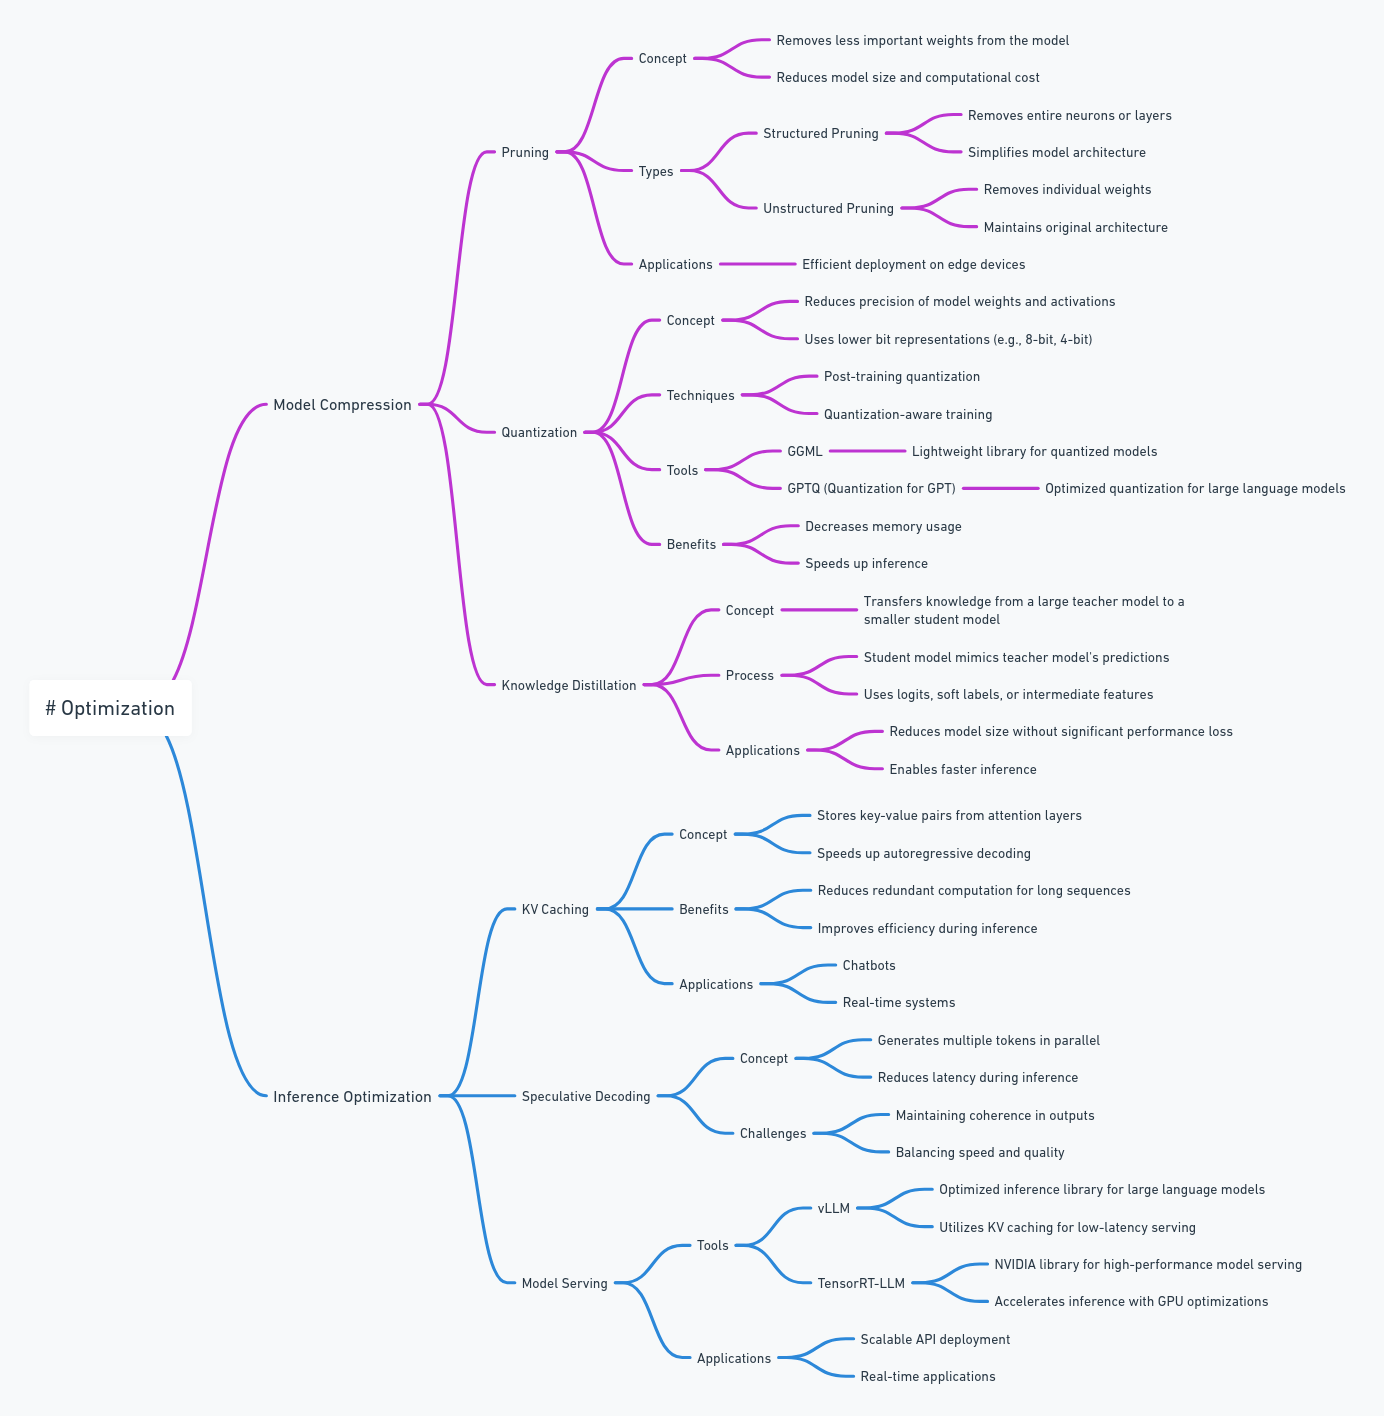 # Optimization
Model Compression
Pruning
Concept
Removes less important weights from the model
Reduces model size and computational cost
Types
Structured Pruning
Removes entire neurons or layers
Simplifies model architecture
Unstructured Pruning
Removes individual weights
Maintains original architecture
Applications
Efficient deployment on edge devices
Quantization
Concept
Reduces precision of model weights and activations
Uses lower bit representations (e.g., 8-bit, 4-bit)
Techniques
Post-training quantization
Quantization-aware training
Tools
GGML
Lightweight library for quantized models
GPTQ (Quantization for GPT)
Optimized quantization for large language models
Benefits
Decreases memory usage
Speeds up inference
Knowledge Distillation
Concept
Transfers knowledge from a large teacher model to a
smaller student model
Process
Student model mimics teacher model's predictions
Uses logits, soft labels, or intermediate features
Applications
Reduces model size without significant performance loss
Enables faster inference
Inference Optimization
KV Caching
Concept
Stores key-value pairs from attention layers
Speeds up autoregressive decoding
Benefits
Reduces redundant computation for long sequences
Improves efficiency during inference
Applications
Chatbots
Real-time systems
Speculative Decoding
Concept
Generates multiple tokens in parallel
Reduces latency during inference
Challenges
Maintaining coherence in outputs
Balancing speed and quality
Model Serving
Tools
vLLM
Optimized inference library for large language models
Utilizes KV caching for low-latency serving
TensorRT-LLM
NVIDIA library for high-performance model serving
Accelerates inference with GPU optimizations
Applications
Scalable API deployment
Real-time applications